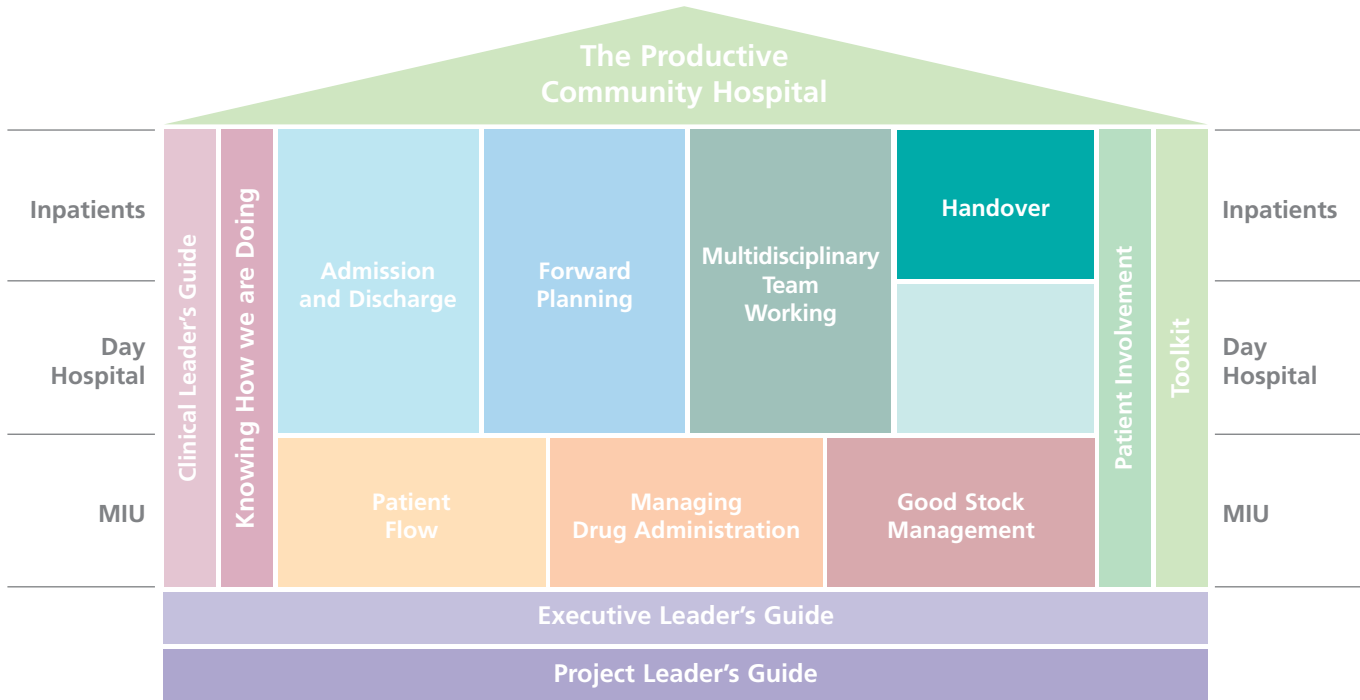 The Productive
Community Hospital
Inpatients
Day
Hospital
MIU
Clinical Leader's Guide
Knowing How we are Doing
Admission
and Discharge
Forward
Planning
Multidisciplinary
Team
Working
Handover
Patient
Flow
Managing
Drug Administration
Good Stock
Management
Patient Involvement
Toolkit
Inpatients
Day
Hospital
MIU
Executive Leader’s Guide
Project Leader’s Guide